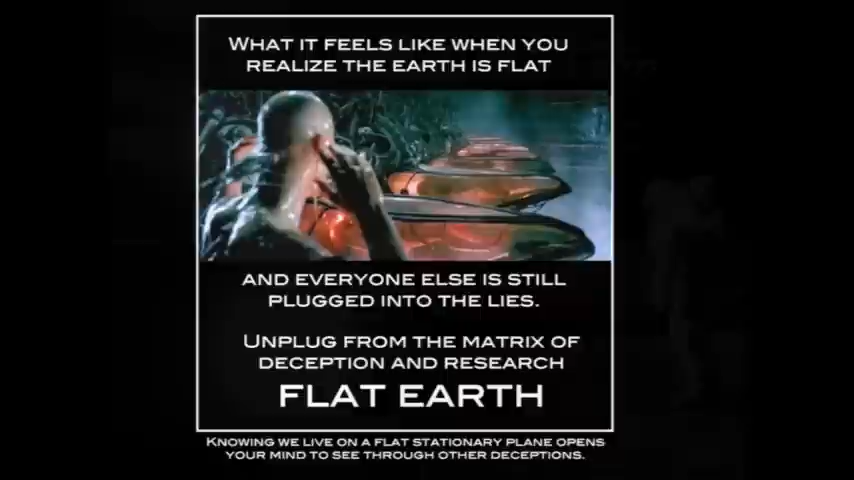 What it feels like when you
realize the Earth is flat
and everyone else is still
plugged into the lies.
Unplug from the matrix of
deception and research
FLAT EARTH
Knowing we live on a flat stationary plane opens
your mind to see through other deceptions.